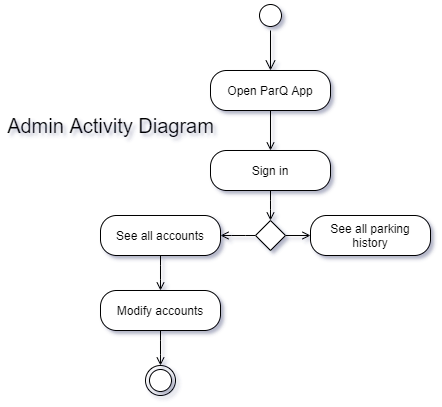 Open ParQ App
Admin Activity Diagram
Sign in
See all accounts
See all parking
history
Modify accounts